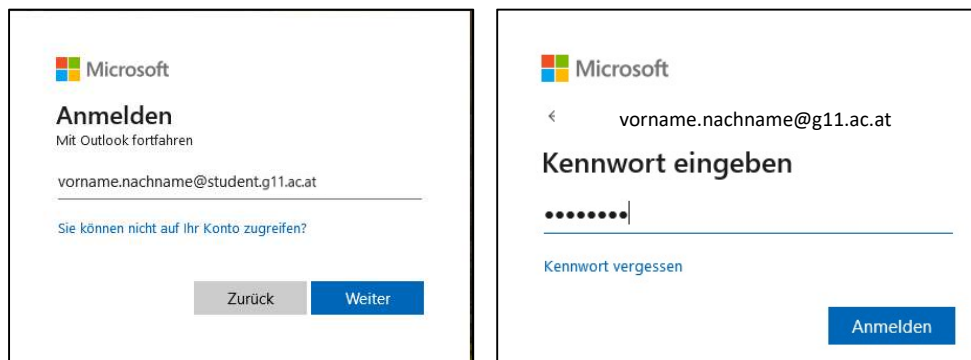 Microsoft
Anmelden
Mit Outlook fortfahren
vorname.nachname@student.g11.ac.at
Sie können nicht auf Ihr Konto zugreifen?
Zurück
Weiter
Microsoft
vorname.nachname@g11.ac.at
Kennwort eingeben
Kennwort vergessen
Anmelden